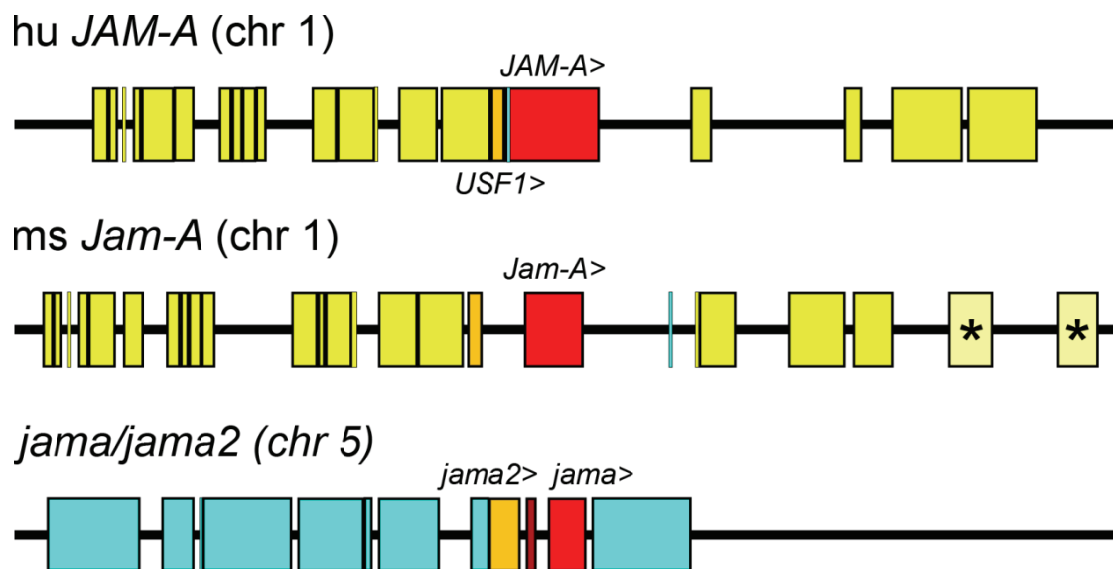 hu JAM-A (chr 1)
JAM-A>
USF1>
ms Jam-A (chr 1)
Jam-A>
* *
jama/jama2 (chr 5)
jama2> jama>